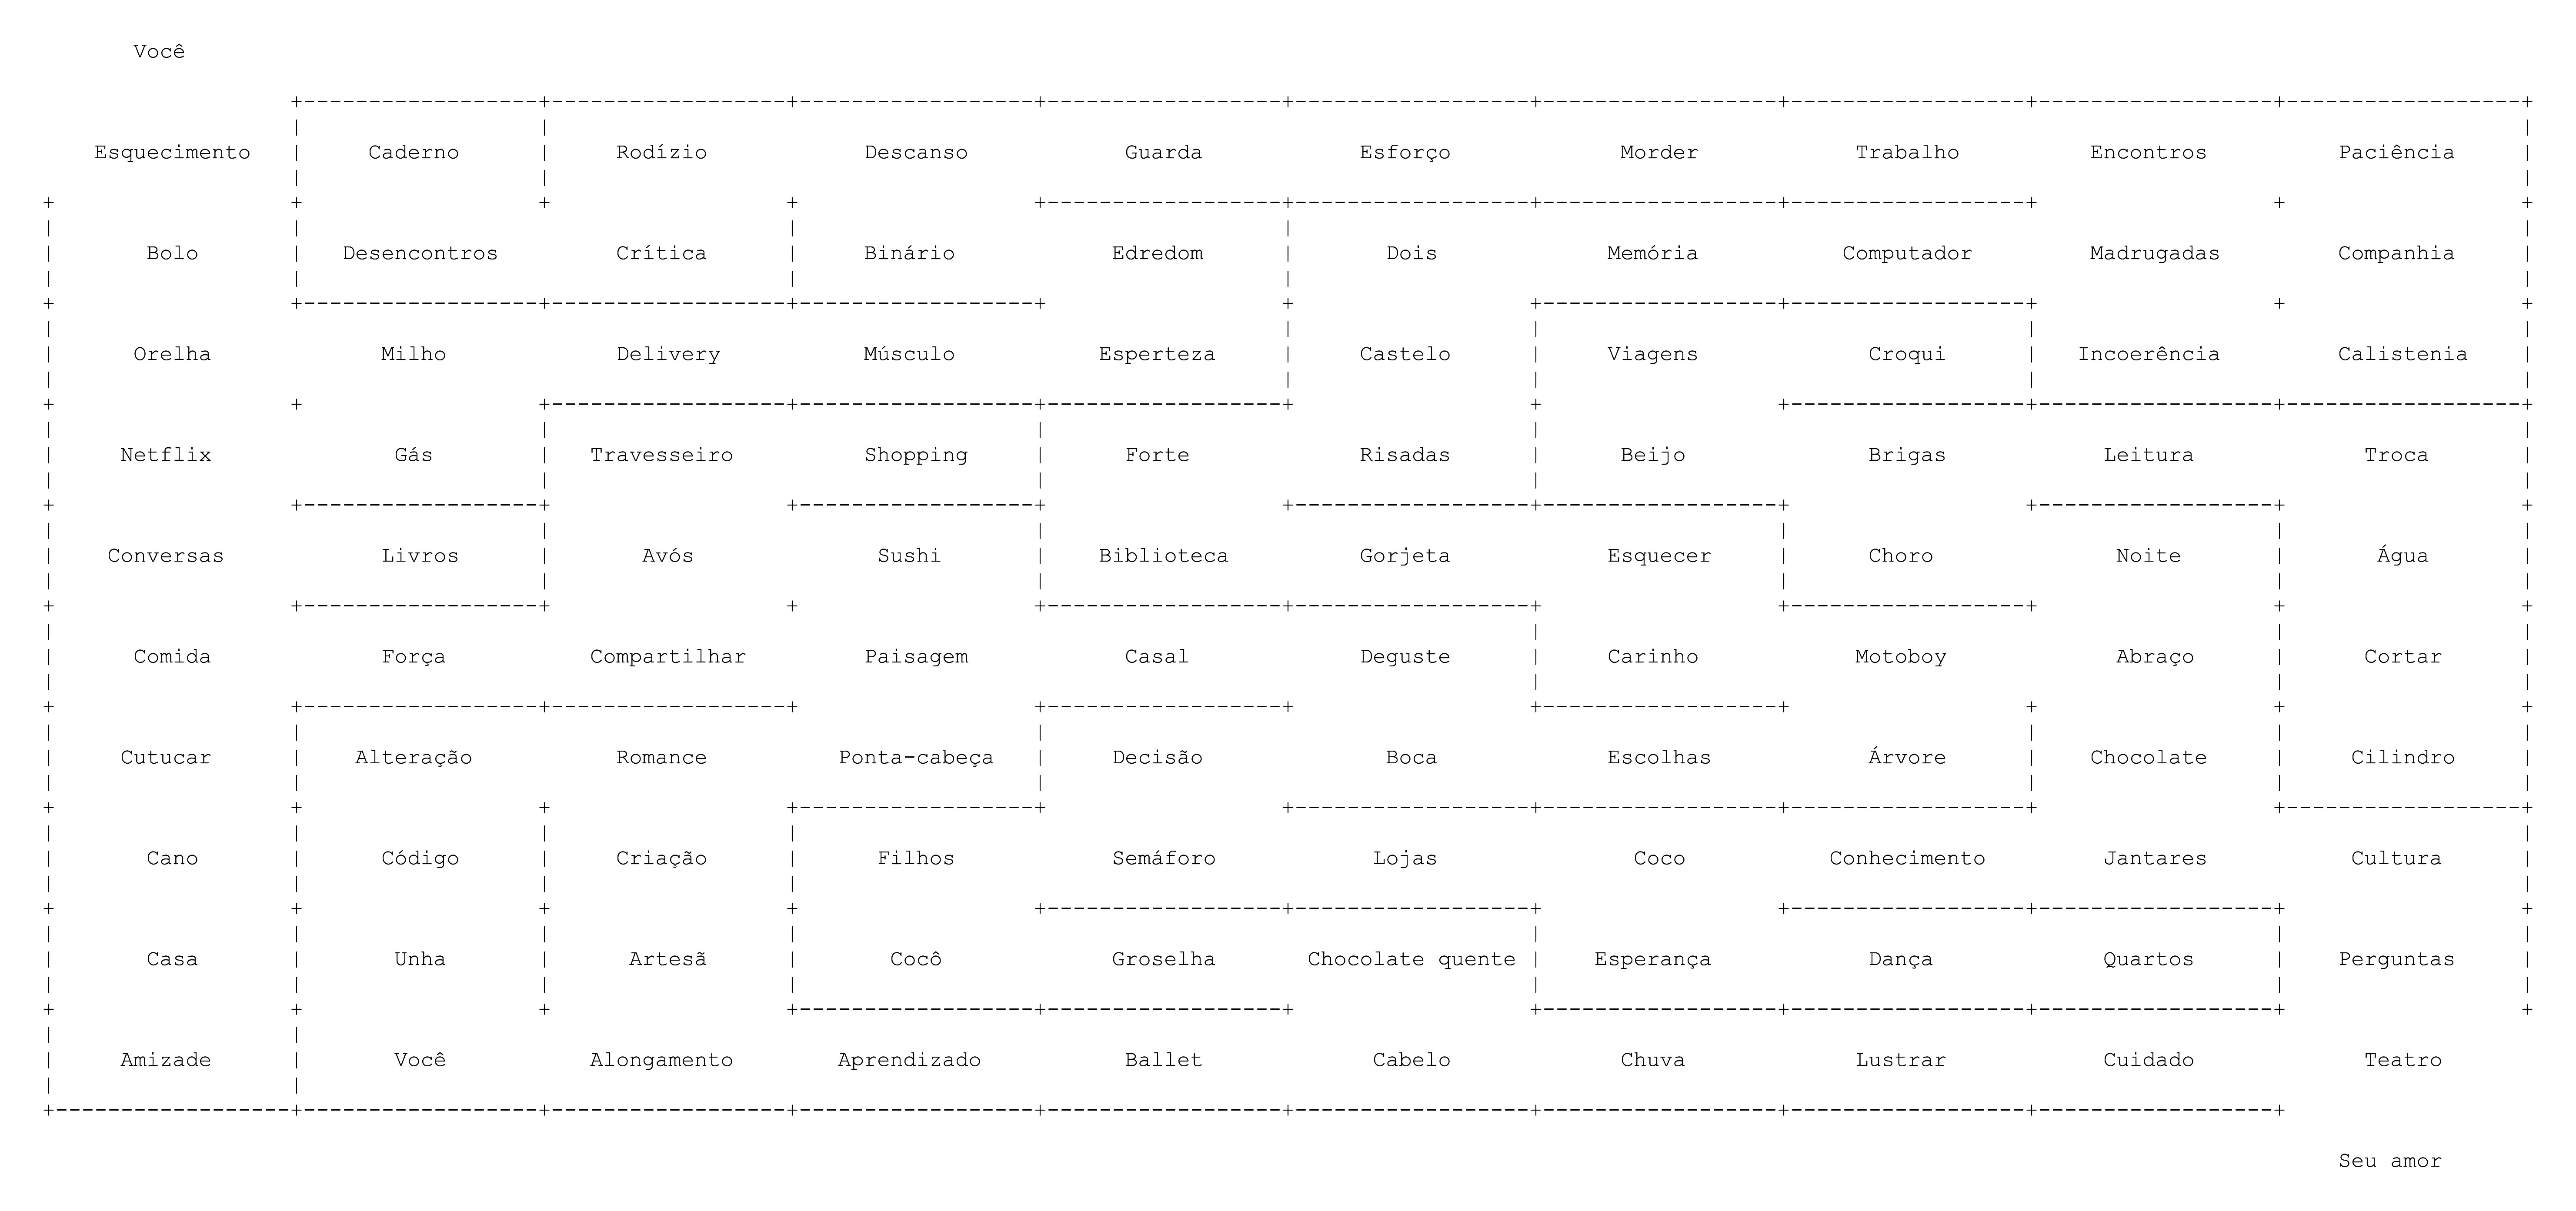 Você
Esquecimento Caderno Rodízio Descanso Guarda Esforço Morder Trabalho Encontros Paciência
Bolo Desencontros Crítica Binário Edredom Dois Memória Computador Madrugadas Companhia
Orelha Milho Delivery Músculo Esperteza Castelo Viagens Croqui Incoerência Calistenia
Netflix Gás Travesseiro Shopping Forte Risadas Beijo Brigas Leitura Troca
Conversas Livros Avós Sushi Biblioteca Gorjeta Esquecer Choro Noite Água
Comida Força Compartilhar Paisagem Casal Deguste Carinho Motoboy Abraço Cortar
Cutucar Alteração Romance Ponta-cabeça Decisão Boca Escolhas Árvore Chocolate Cilindro
Cano Código Criação Filhos Semáforo Lojas Coco Conhecimento Jantares Cultura
Casa Unha Artesã Cocô Groselha Chocolate quente Esperança Dança Quartos Perguntas
Amizade Você Alongamento Aprendizado Ballet Cabelo Chuva Lustrar Cuidado Teatro
Seu amor